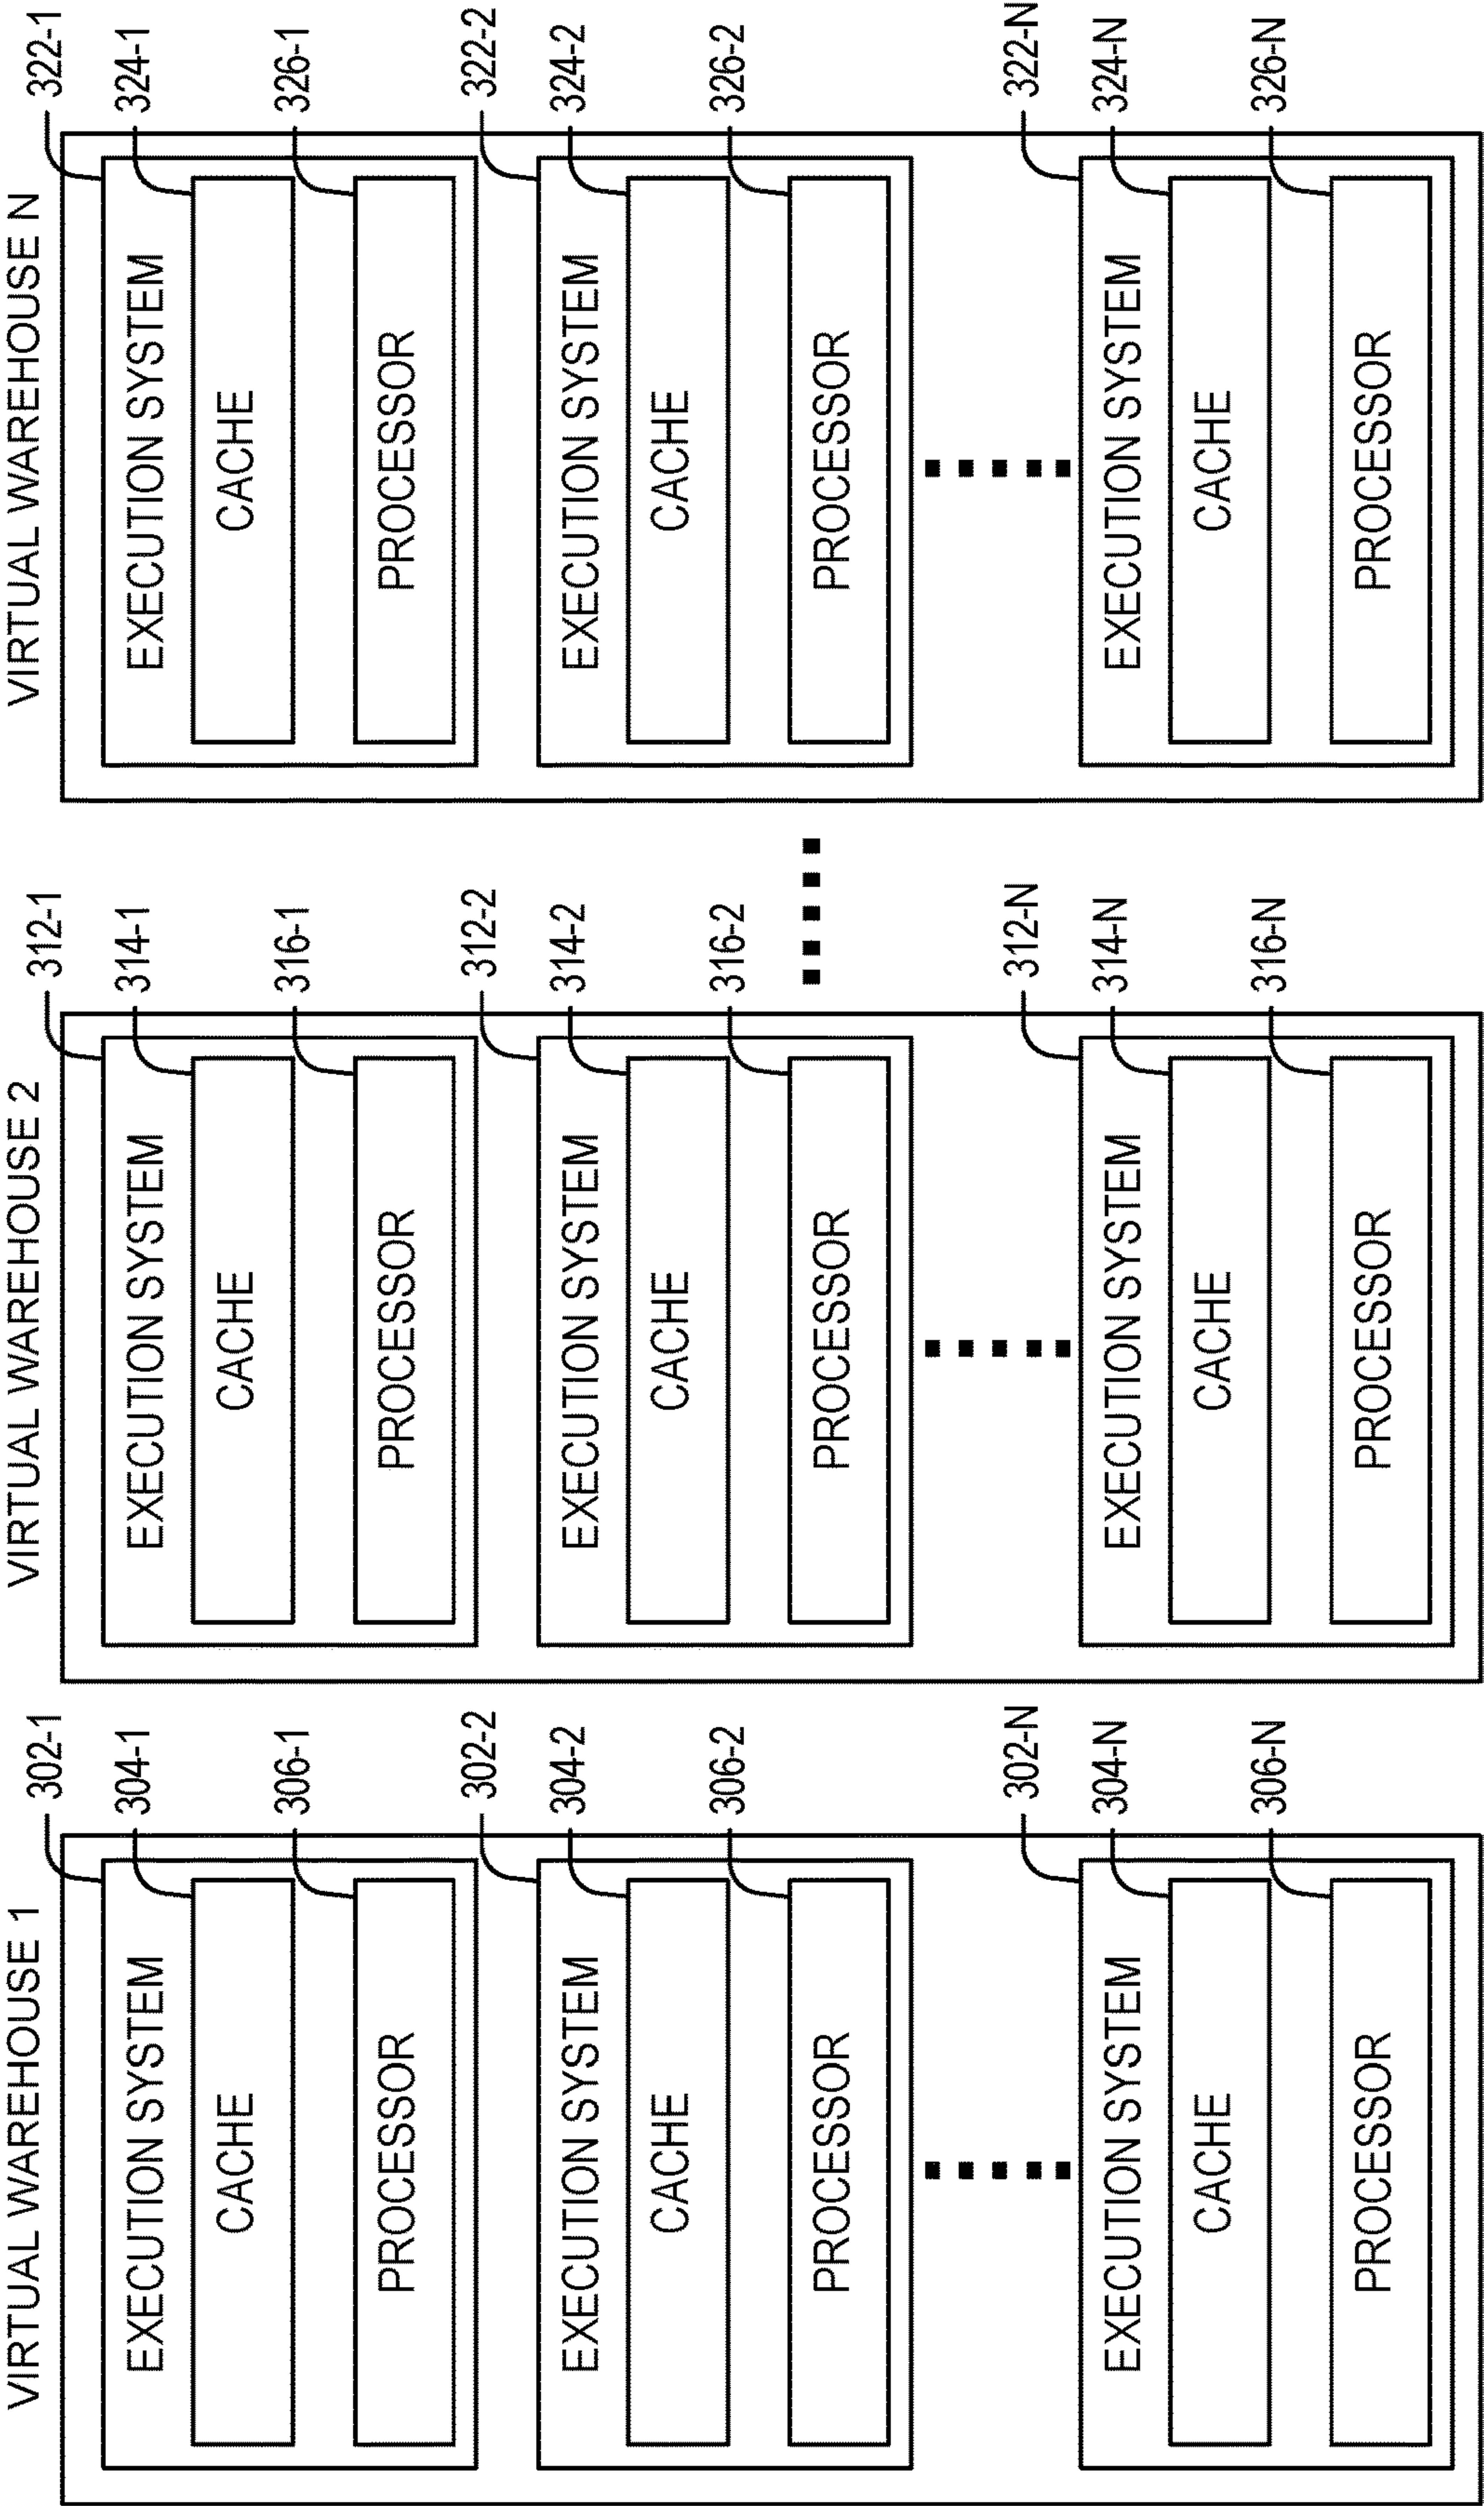 VIRTUAL WAREHOUSE 1
302-1
EXECUTION SYSTEM
304-1
CACHE
306-1
PROCESSOR
302-2
EXECUTION SYSTEM
304-2
CACHE
306-2
PROCESSOR
302-N
EXECUTION SYSTEM
304-N
CACHE
306-N
PROCESSOR
VIRTUAL WAREHOUSE 2
312-1
EXECUTION SYSTEM
314-1
CACHE
316-1
PROCESSOR
312-2
EXECUTION SYSTEM
314-2
CACHE
316-2
PROCESSOR
312-N
EXECUTION SYSTEM
314-N
CACHE
316-N
PROCESSOR
VIRTUAL WAREHOUSE N
322-1
EXECUTION SYSTEM
324-1
CACHE
326-1
PROCESSOR
322-2
EXECUTION SYSTEM
324-2
CACHE
326-2
PROCESSOR
322-N
EXECUTION SYSTEM
324-N
CACHE
326-N
PROCESSOR